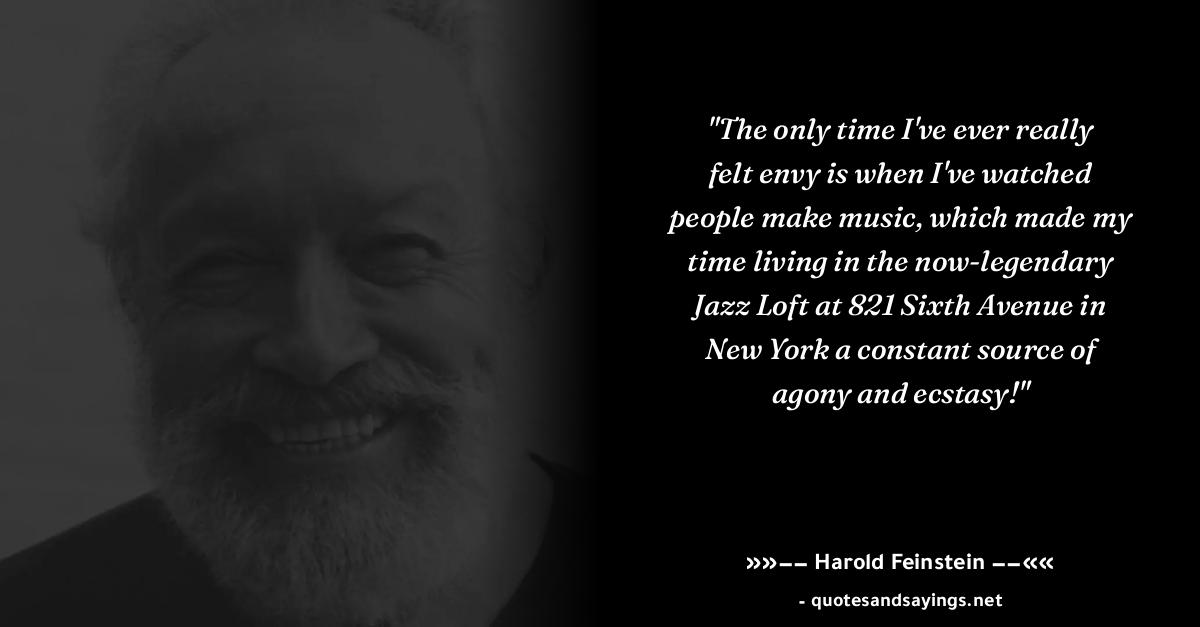 "The only time I've ever really
felt envy is when I've watched
people make music, which made my
time living in the now-legendary
Jazz Loft at 821 Sixth Avenue in
New York a constant source of
agony and ecstasy!"
»»−− Harold Feinstein −−««
- quotesandsayings.net